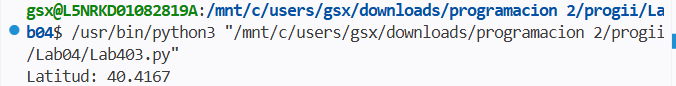 gsx@L5NRKD01082819A:/mnt/c/users/gsx/downloads/programacion 2/progii/La
b04$ /usr/bin/python3 "/mnt/c/users/gsx/downloads/programacion 2/progii
/Lab04/Lab403.py"
Latitud: 40.4167